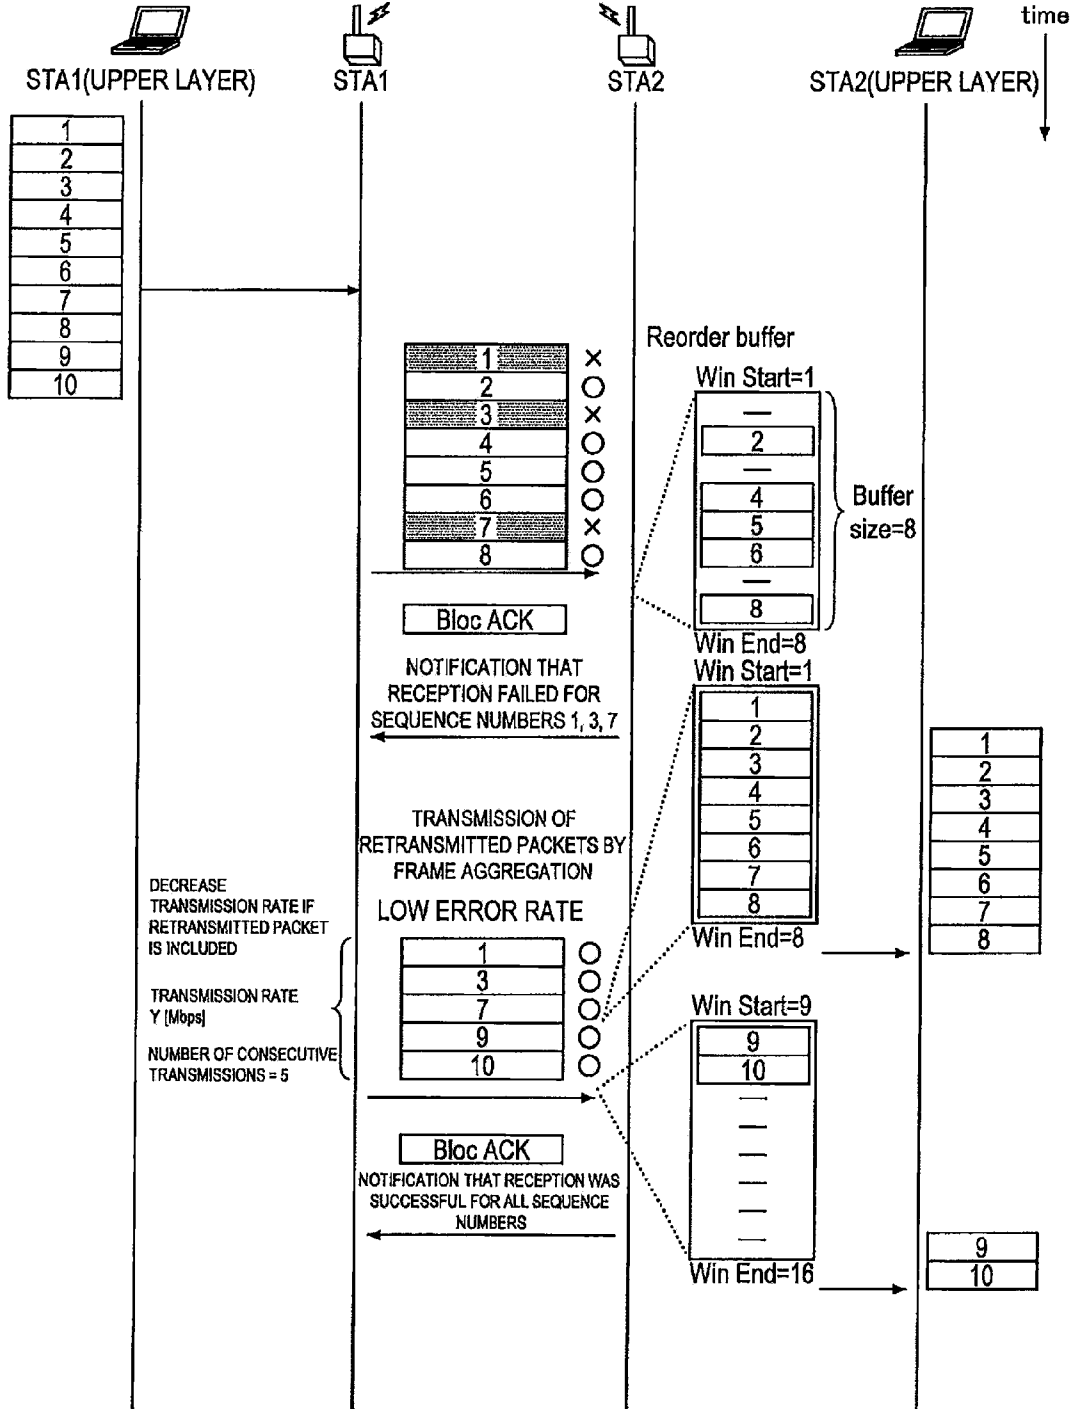 time
STA1(UPPER LAYER)
STA1
STA2
STA2(UPPER LAYER)
1
2
3
4
5
6
7
8
9
10
1 ×
2 ○
3 ×
4 ○
5 ○
6 ○
7 ×
8 ○
Reorder buffer
Win Start=1
—
2
—
4
5
6
—
8
Win End=8
Buffer
size=8
Bloc ACK
NOTIFICATION THAT
RECEPTION FAILED FOR
SEQUENCE NUMBERS 1, 3, 7
Win Start=1
1
2
3
4
5
6
7
8
Win End=8
1
2
3
4
5
6
7
8
TRANSMISSION OF
RETRANSMITTED PACKETS BY
FRAME AGGREGATION
LOW ERROR RATE
DECREASE
TRANSMISSION RATE IF
RETRANSMITTED PACKET
IS INCLUDED
TRANSMISSION RATE
Y [Mbps]
NUMBER OF CONSECUTIVE
TRANSMISSIONS = 5
1 ○
3 ○
7 ○
9 ○
10 ○
Win Start=9
9
10
—
—
—
—
—
—
Win End=16
Bloc ACK
NOTIFICATION THAT RECEPTION WAS
SUCCESSFUL FOR ALL SEQUENCE
NUMBERS
9
10